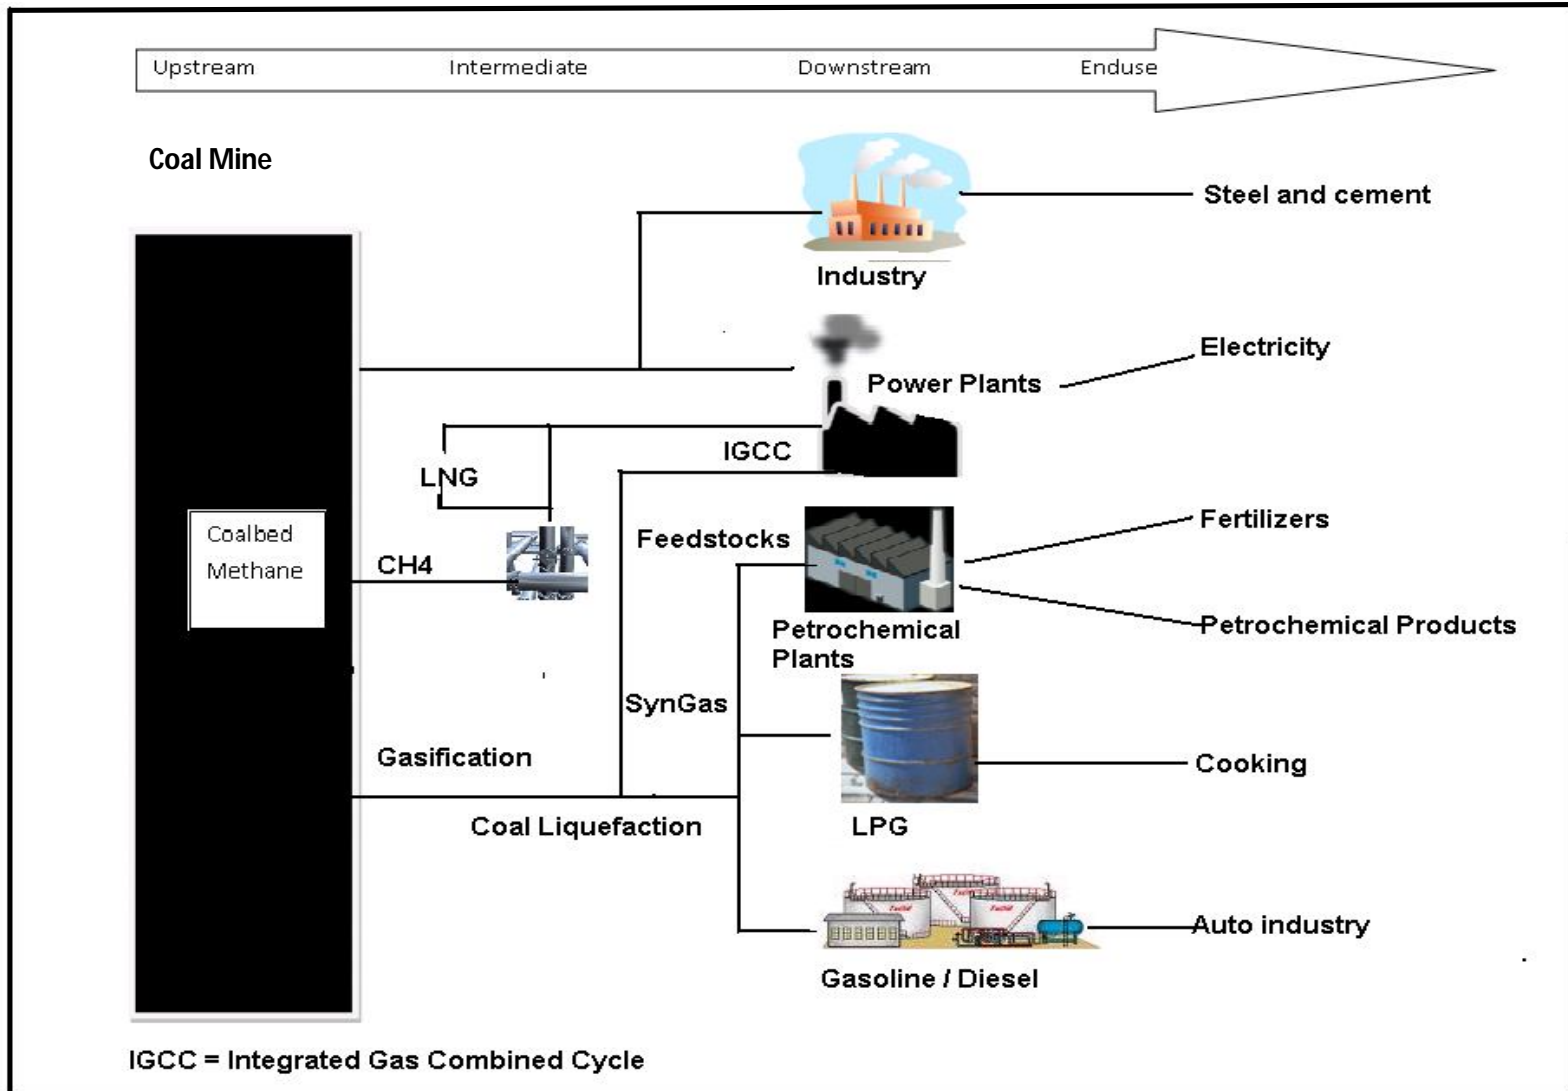 Upstream Intermediate Downstream Enduse
Coal Mine
Steel and cement
Industry
Electricity
Power Plants
IGCC
LNG
Coalbed
Methane
CH4
Feedstocks
Fertilizers
Petrochemical
Plants
Petrochemical Products
SynGas
Gasification
Cooking
Coal Liquefaction
LPG
Auto industry
Gasoline / Diesel
IGCC = Integrated Gas Combined Cycle